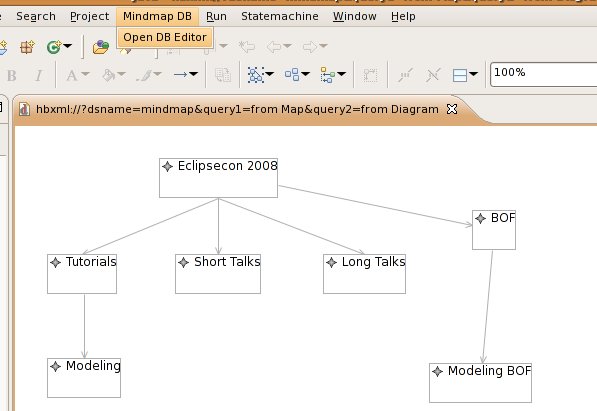 Search Project Mindmap DB Run Statemachine Window Help
Open DB Editor
B I A 100%
hbxml://?dsname=mindmap&query1=from Map&query2=from Diagram
Eclipsecon 2008
BOF
Tutorials Short Talks Long Talks
Modeling Modeling BOF